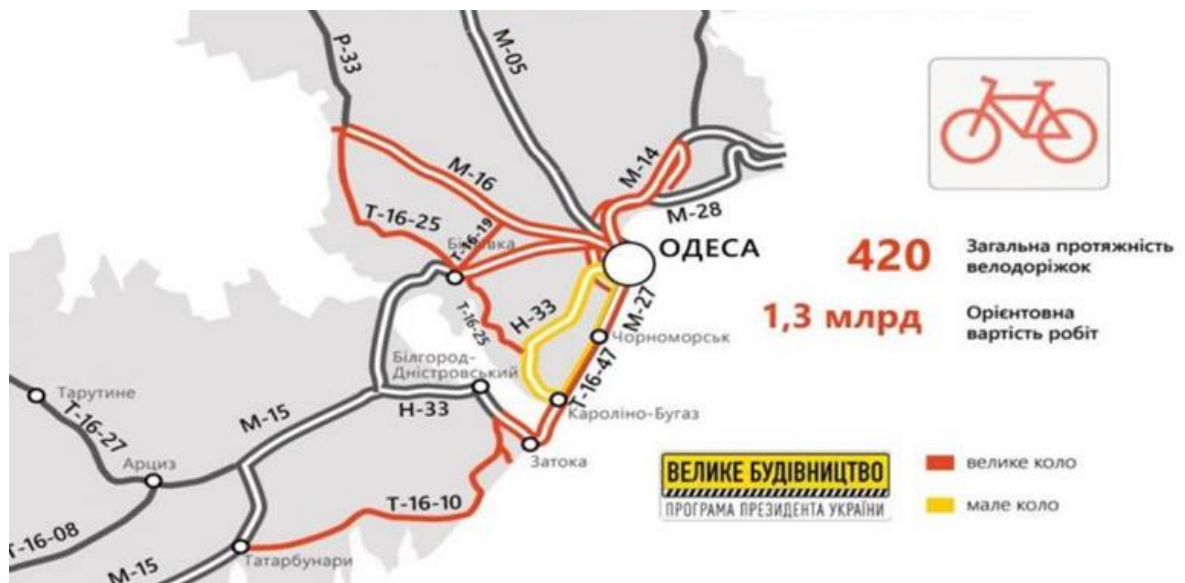 Р-33
М-05
М-16
М-14
М-28
Т-16-25
Т-16-19
Біляївка
ОДЕСА
Т-16-25
Н-33
М-27
Чорноморськ
Т-16-47
Білгород-
Дністровський
Н-33
Кароліно-Бугаз
Затока
Тарутине
Т-16-27
М-15
Арциз
Т-16-10
Т-16-08
Татарбунари
М-15
420
Загальна протяжність
велодоріжок
1,3 млрд
Орієнтовна
вартість робіт
ВЕЛИКЕ БУДІВНИЦТВО
ПРОГРАМА ПРЕЗИДЕНТА УКРАЇНИ
велике коло
мале коло